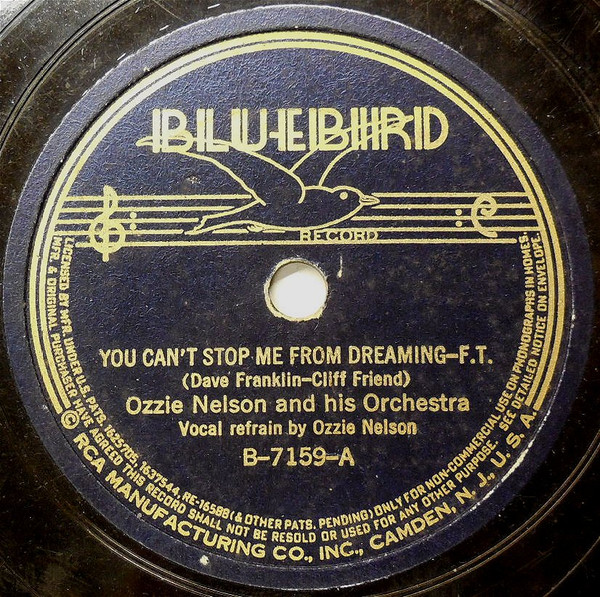 BLUEBIRD
RECORD
YOU CAN'T STOP ME FROM DREAMING–F.T.
(Dave Franklin–Cliff Friend)
Ozzie Nelson and his Orchestra
Vocal refrain by Ozzie Nelson
B–7159–A
LICENSED BY MFR. UNDER U.S. PATS. 1625705, 1637544, RE-16588 (& OTHER PATS. PENDING) ONLY FOR NON-COMMERCIAL USE ON PHONOGRAPHS IN HOMES.
MFR. & ORIGINAL PURCHASER HAVE AGREED THIS RECORD SHALL NOT BE RESOLD OR USED FOR ANY OTHER PURPOSE. SEE DETAILED NOTICE ON ENVELOPE.
© RCA MANUFACTURING CO., INC., CAMDEN, N. J., U. S. A.